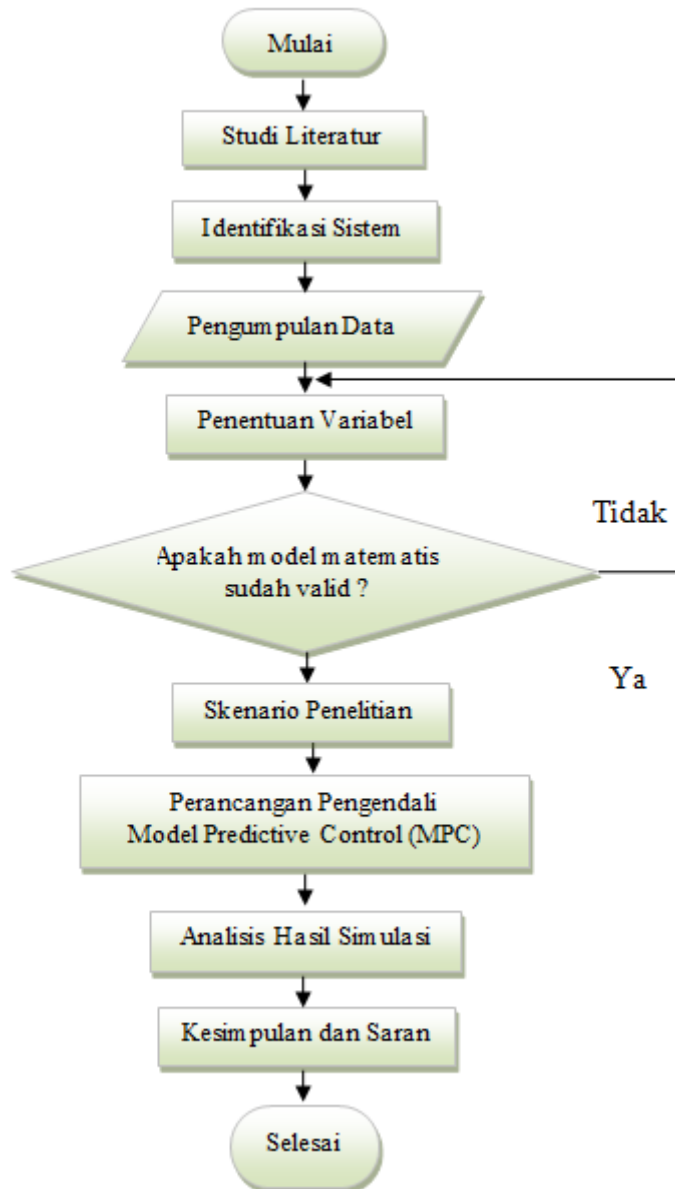 Mulai
Studi Literatur
Identifikasi Sistem
Pengumpulan Data
Penentuan Variabel
Tidak
Apakah model matematis
sudah valid ?
Ya
Skenario Penelitian
Perancangan Pengendali
Model Predictive Control (MPC)
Analisis Hasil Simulasi
Kesimpulan dan Saran
Selesai